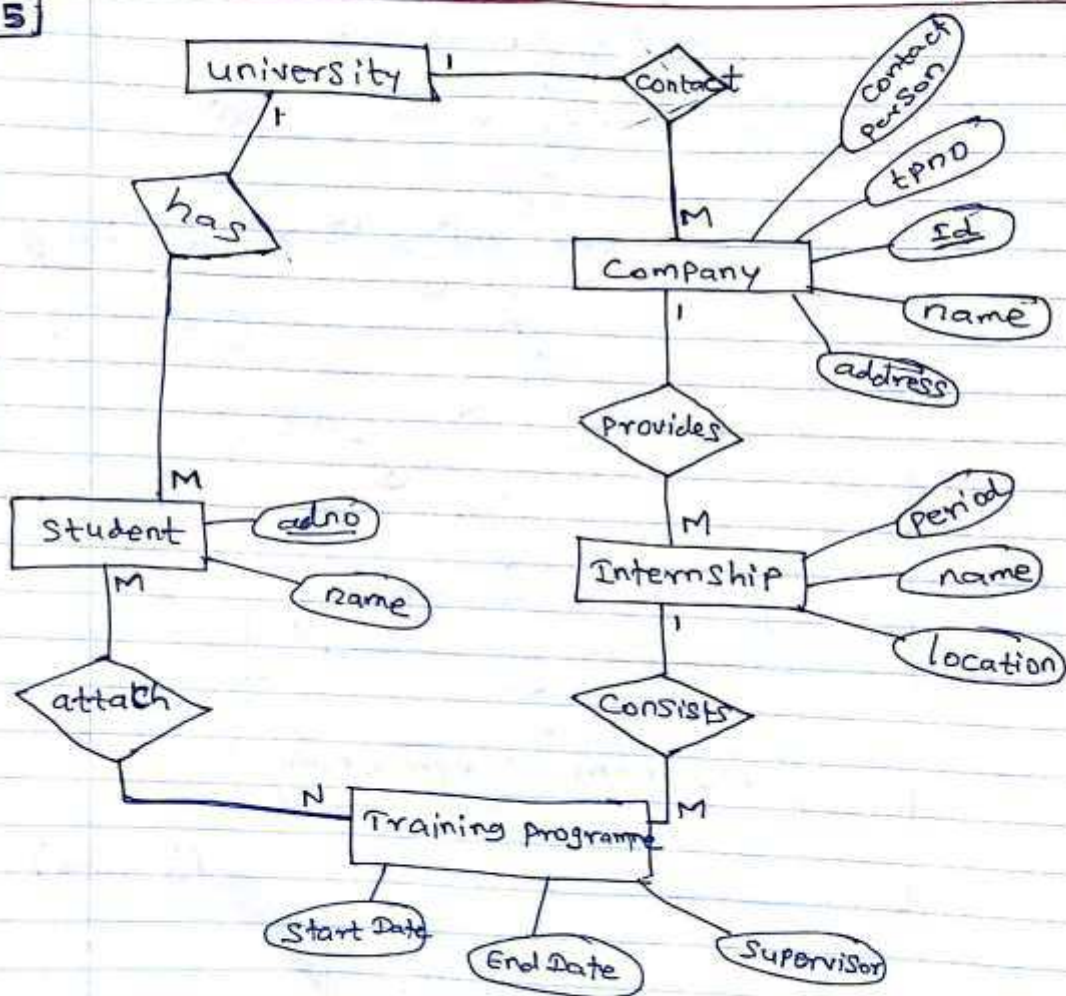 5
university
1
Contact
1
has
M
M
Contact
person
tpno
Id
name
address
Company
1
Provides
M
Student
adno
name
M
attach
N
Internship
period
name
location
1
Consists
M
Training programme
Start Date
End Date
Supervisor